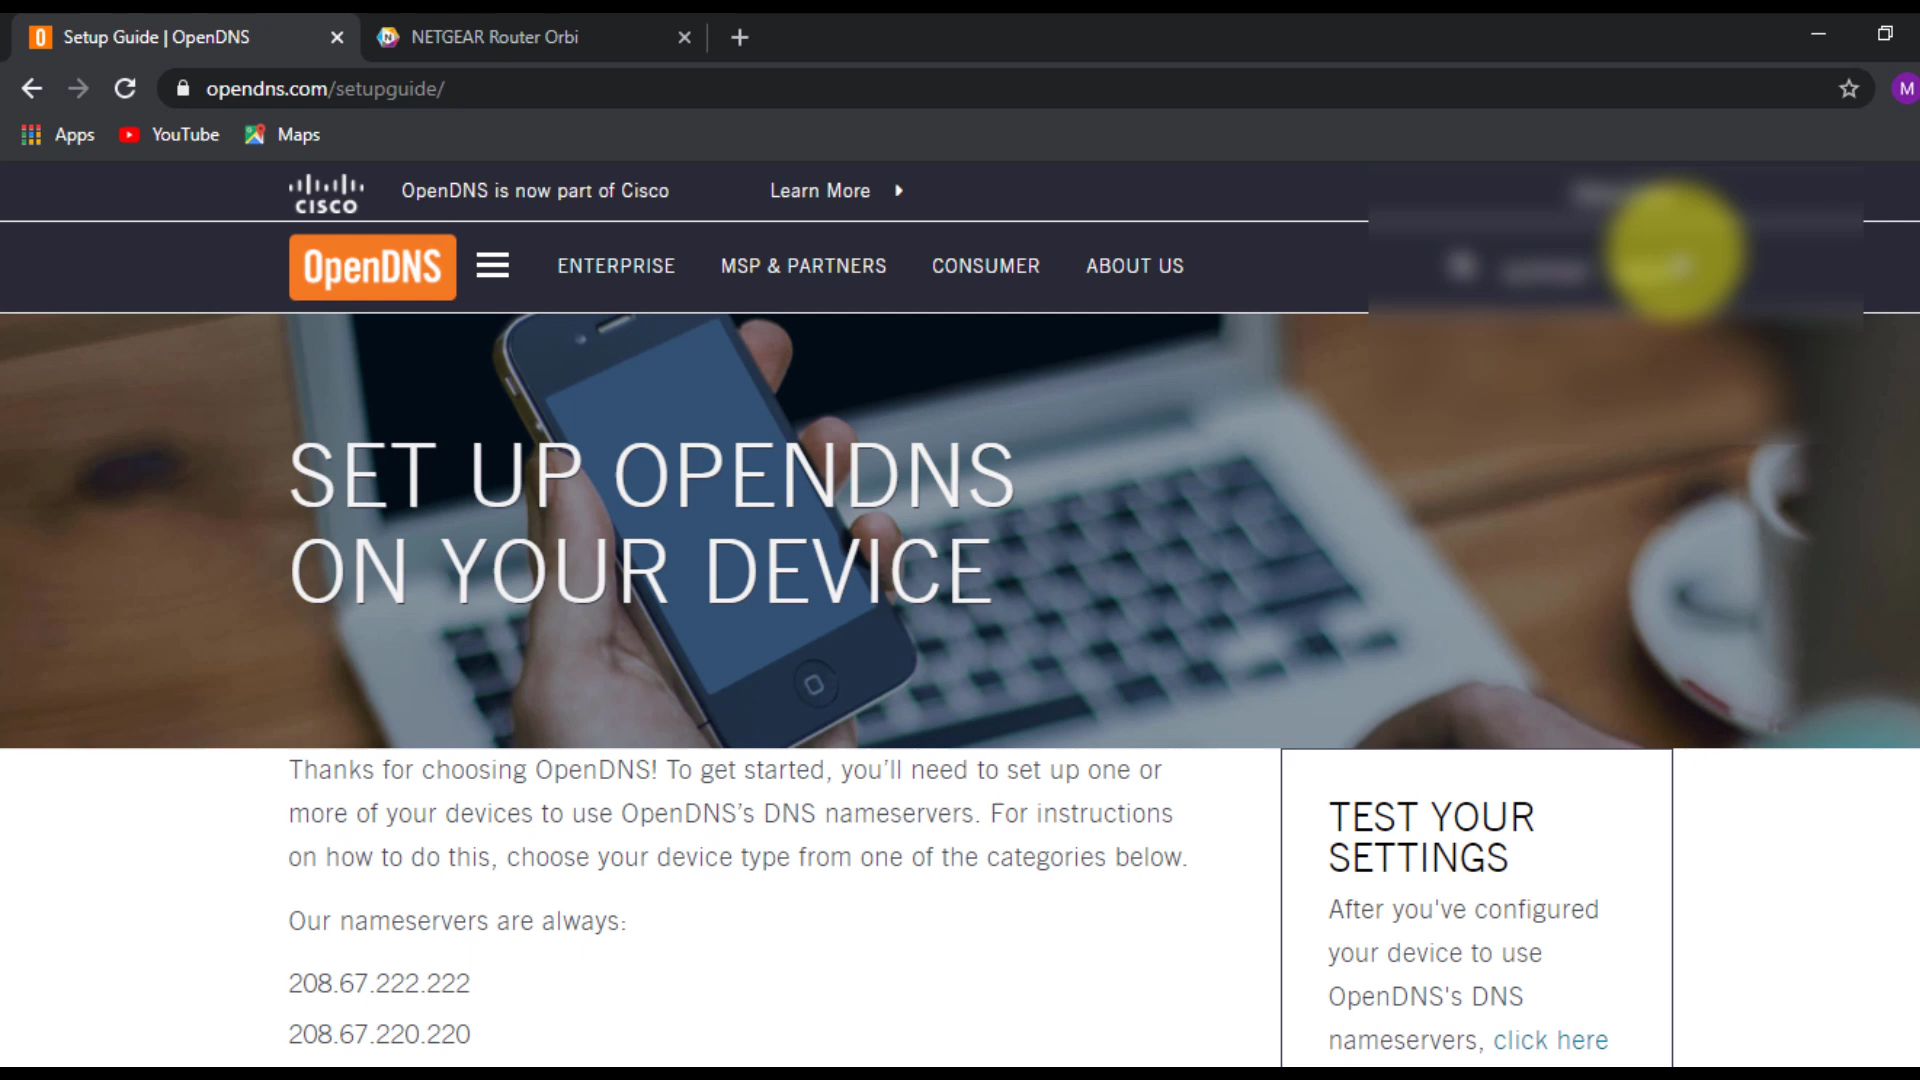 Setup Guide | OpenDNS
NETGEAR Router Orbi
opendns.com/setupguide/
M
Apps
YouTube
Maps
CISCO
OpenDNS is now part of Cisco
Learn More
OpenDNS
ENTERPRISE
MSP & PARTNERS
CONSUMER
ABOUT US
SET UP OPENDNS
ON YOUR DEVICE
Thanks for choosing OpenDNS! To get started, you’ll need to set up one or
more of your devices to use OpenDNS’s DNS nameservers. For instructions
on how to do this, choose your device type from one of the categories below.
Our nameservers are always:
208.67.222.222
208.67.220.220
TEST YOUR
SETTINGS
After you've configured
your device to use
OpenDNS's DNS
nameservers, click here